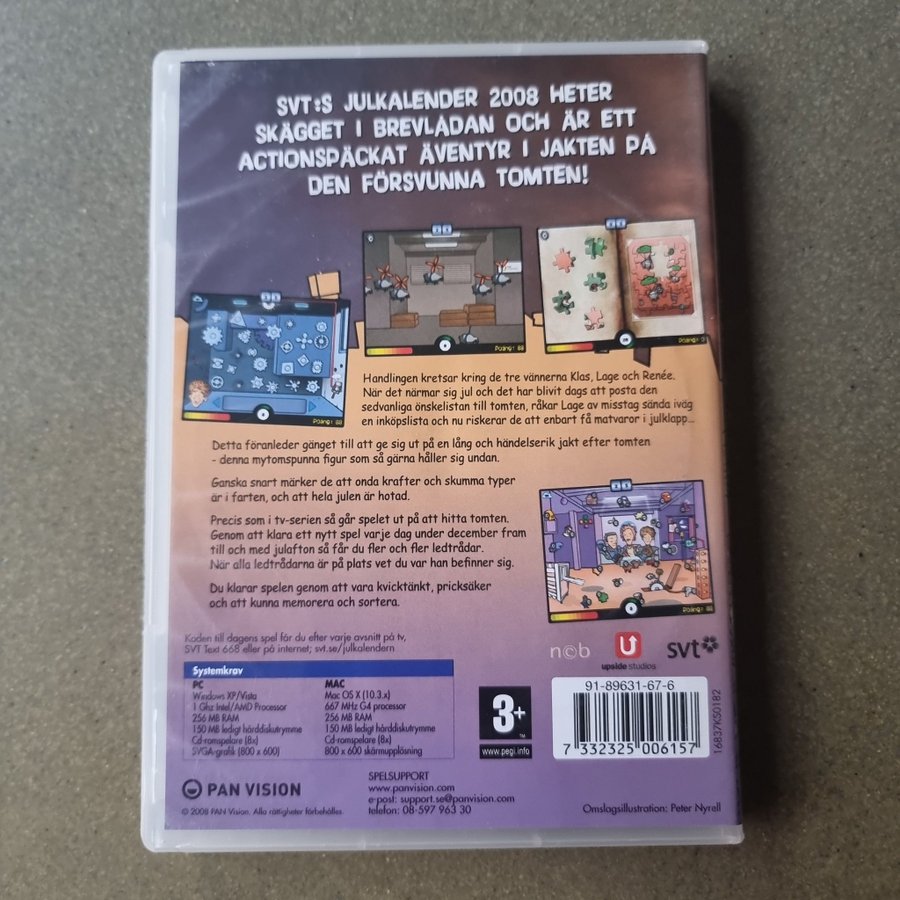 SVT:S JULKALENDER 2008 HETER
SKÄGGET I BREVLÅDAN OCH ÄR ETT
ACTIONSPÄCKAT ÄVENTYR I JAKTEN PÅ
DEN FÖRSVUNNA TOMTEN!
Handlingen kretsar kring de tre vännerna Klas, Lage och Renée.
När det närmar sig jul och det har blivit dags att posta den
sedvanliga önskelistan till tomten, råkar Lage av misstag sända iväg
en inköpslista och nu riskerar de att enbart få matvaror i julklapp...
Detta föranleder gänget till att ge sig ut på en lång och händelserik jakt efter tomten
- denna mytomspunna figur som så gärna håller sig undan.
Ganska snart märker de att onda krafter och skumma typer
är i farten, och att hela julen är hotad.
Precis som i tv-serien så går spelet ut på att hitta tomten.
Genom att klara ett nytt spel varje dag under december fram
till och med julafton så får du fler och fler ledtrådar.
När alla ledtrådarna är på plats vet du var han befinner sig.
Du klarar spelen genom att vara kvicktänkt, pricksäker
och att kunna memorera och sortera.
Koden till dagens spel får du efter varje avsnitt på tv,
SVT Text 668 eller på internet; svt.se/julkalendern
Systemkrav
PC
Windows XP/Vista
1 Ghz Intel/AMD Processor
256 MB RAM
150 MB ledigt hårddiskutrymme
Cd-romspelare (8x)
SVGA-grafik (800 x 600)
MAC
Mac OS X (10.3.x)
667 MHz G4 processor
256 MB RAM
150 MB ledigt hårddiskutrymme
Cd-romspelare (8x)
800 x 600 skärmupplösning
3+
www.pegi.info
n©b
upside studios
svt
91-89631-67-6
7 332325 006157
16837KS0182
PAN VISION
© 2008 PAN Vision. Alla rättigheter förbehålles.
SPELSUPPORT
www.panvision.com
e-post: support.se@panvision.com
telefon: 08-597 963 30
Omslagsillustration: Peter Nyrell